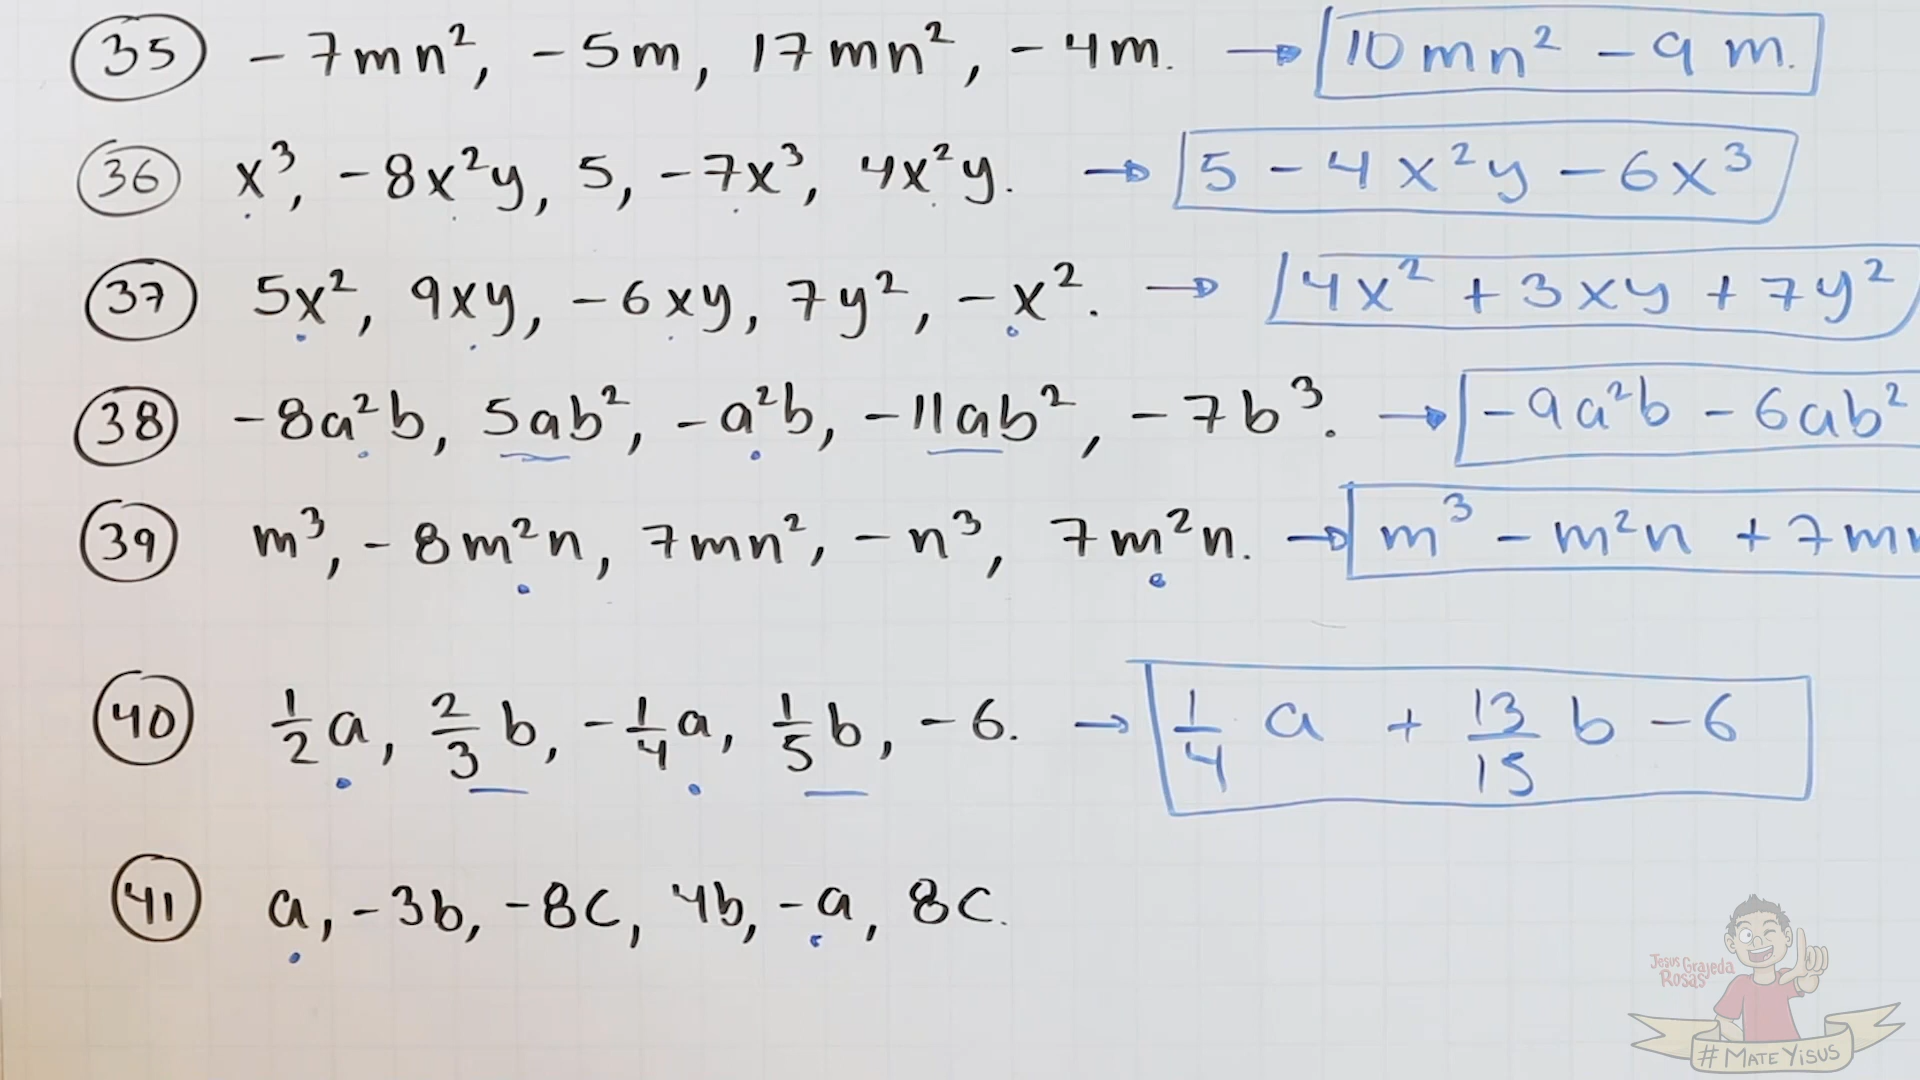 35 -7mn², -5m, 17mn², -4m. → 10mn² - 9m.
36 x³, -8x²y, 5, -7x³, 4x²y. → 5 - 4x²y - 6x³
37 5x², 9xy, -6xy, 7y², -x². → 4x² + 3xy + 7y²
38 -8a²b, 5ab², -a²b, -11ab², -7b³. → -9a²b - 6ab²
39 m³, -8m²n, 7mn², -n³, 7m²n. → m³ - m²n + 7m
40 1/2 a, 2/3 b, -1/4 a, 1/5 b, -6. → 1/4 a + 13/15 b - 6
41 a, -3b, -8c, 4b, -a, 8c.
Jesus Grajeda
Rosas
#MATEYISUS